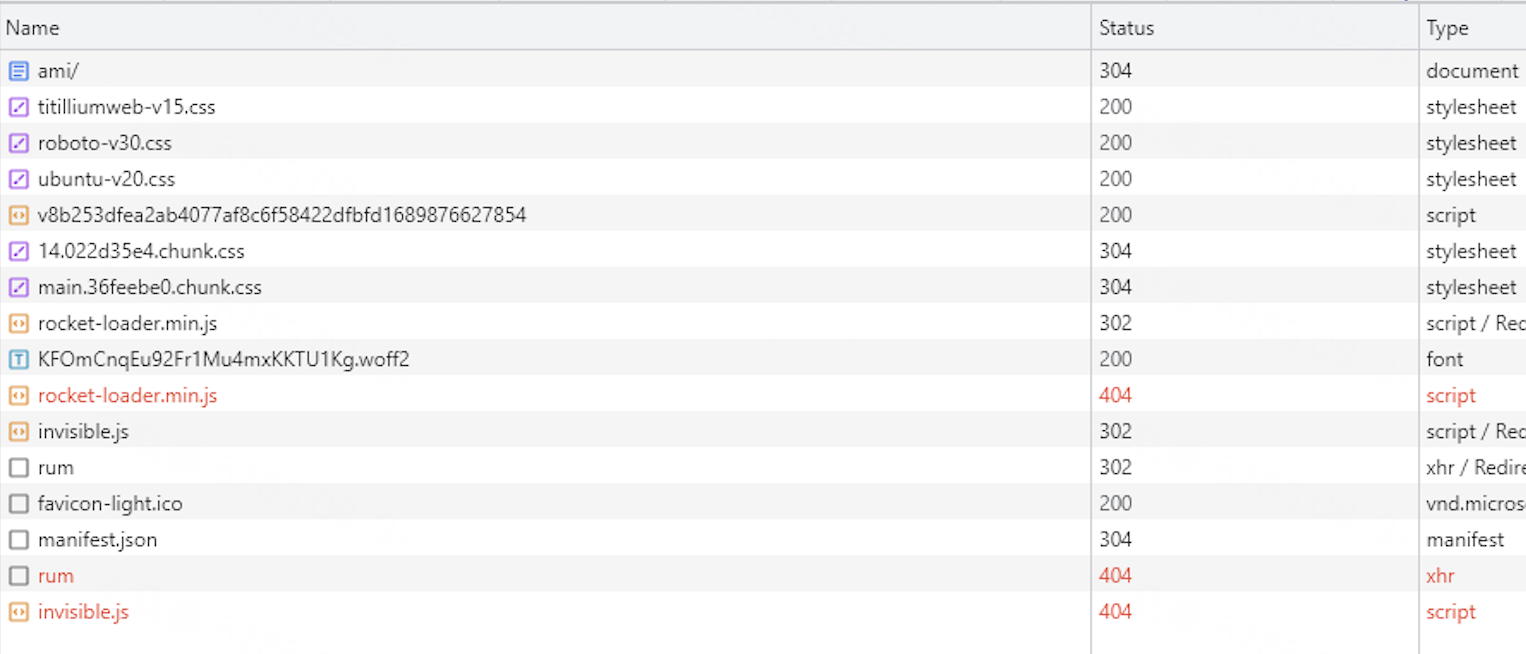 Name Status Type
ami/ 304 document
titilliumweb-v15.css 200 stylesheet
roboto-v30.css 200 stylesheet
ubuntu-v20.css 200 stylesheet
v8b253dfea2ab4077af8c6f58422dfbfd1689876627854 200 script
14.022d35e4.chunk.css 304 stylesheet
main.36feebe0.chunk.css 304 stylesheet
rocket-loader.min.js 302 script / Red
KFOmCnqEu92Fr1Mu4mxKKTU1Kg.woff2 200 font
rocket-loader.min.js 404 script
invisible.js 302 script / Red
rum 302 xhr / Redire
favicon-light.ico 200 vnd.micros
manifest.json 304 manifest
rum 404 xhr
invisible.js 404 script